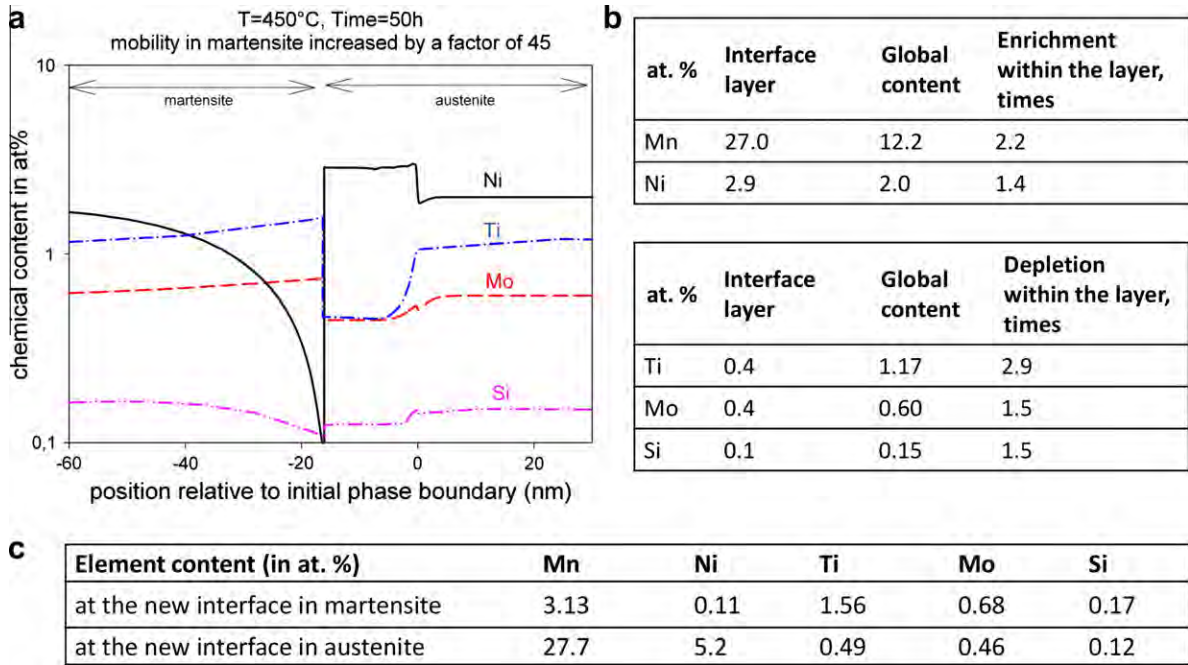 a
T=450°C, Time=50h
mobility in martensite increased by a factor of 45
10
martensite
austenite
chemical content in at%
Ni
Ti
1
Mo
Si
0,1
-60
-40
-20
0
20
position relative to initial phase boundary (nm)
b
at. % Interface layer Global content Enrichment within the layer, times
Mn 27.0 12.2 2.2
Ni 2.9 2.0 1.4
at. % Interface layer Global content Depletion within the layer, times
Ti 0.4 1.17 2.9
Mo 0.4 0.60 1.5
Si 0.1 0.15 1.5
c
Element content (in at. %) Mn Ni Ti Mo Si
at the new interface in martensite 3.13 0.11 1.56 0.68 0.17
at the new interface in austenite 27.7 5.2 0.49 0.46 0.12